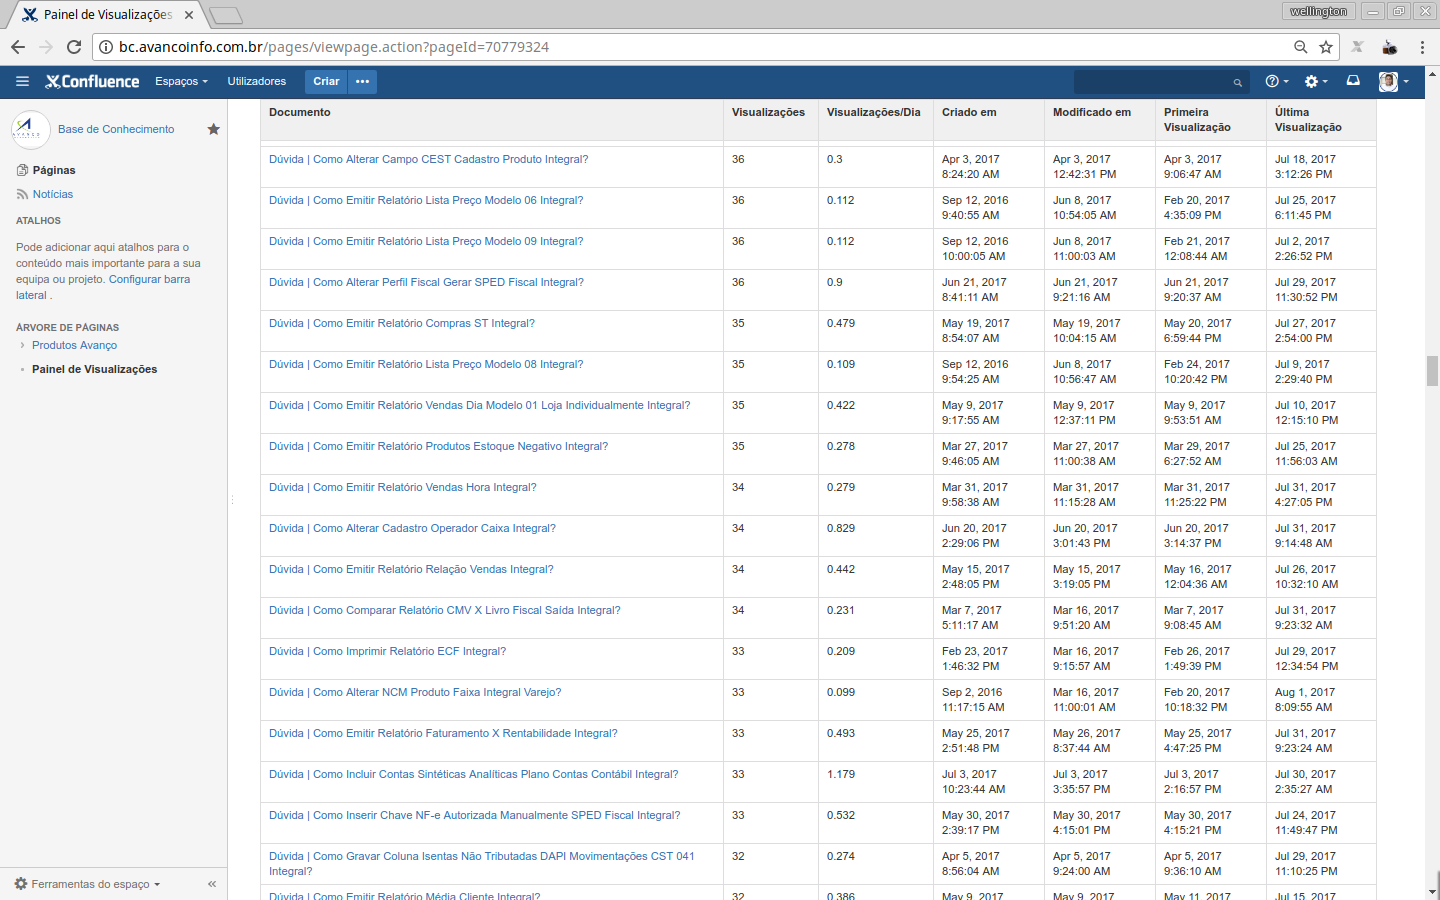 Painel de Visualizações
wellington
bc.avancoinfo.com.br/pages/viewpage.action?pageId=70779324
Confluence Espaços Utilizadores Criar •••
Base de Conhecimento
Páginas
Notícias
ATALHOS
Pode adicionar aqui atalhos para o
conteúdo mais importante para a sua
equipa ou projeto. Configurar barra
lateral .
ÁRVORE DE PÁGINAS
Produtos Avanço
Painel de Visualizações
Ferramentas do espaço
Documento Visualizações Visualizações/Dia Criado em Modificado em Primeira Última
Visualização Visualização
Dúvida | Como Alterar Campo CEST Cadastro Produto Integral? 36 0.3 Apr 3, 2017 Apr 3, 2017 Apr 3, 2017 Jul 18, 2017
8:24:20 AM 12:42:31 PM 9:06:47 AM 3:12:26 PM
Dúvida | Como Emitir Relatório Lista Preço Modelo 06 Integral? 36 0.112 Sep 12, 2016 Jun 8, 2017 Feb 20, 2017 Jul 25, 2017
9:40:55 AM 10:54:05 AM 4:35:09 PM 6:11:45 PM
Dúvida | Como Emitir Relatório Lista Preço Modelo 09 Integral? 36 0.112 Sep 12, 2016 Jun 8, 2017 Feb 21, 2017 Jul 2, 2017
10:00:05 AM 11:00:03 AM 12:08:44 AM 2:26:52 PM
Dúvida | Como Alterar Perfil Fiscal Gerar SPED Fiscal Integral? 36 0.9 Jun 21, 2017 Jun 21, 2017 Jun 21, 2017 Jul 29, 2017
8:41:11 AM 9:21:16 AM 9:20:37 AM 11:30:52 PM
Dúvida | Como Emitir Relatório Compras ST Integral? 35 0.479 May 19, 2017 May 19, 2017 May 20, 2017 Jul 27, 2017
8:54:07 AM 10:04:15 AM 6:59:44 PM 2:54:00 PM
Dúvida | Como Emitir Relatório Lista Preço Modelo 08 Integral? 35 0.109 Sep 12, 2016 Jun 8, 2017 Feb 24, 2017 Jul 9, 2017
9:54:25 AM 10:56:47 AM 10:20:42 PM 2:29:40 PM
Dúvida | Como Emitir Relatório Vendas Dia Modelo 01 Loja Individualmente Integral? 35 0.422 May 9, 2017 May 9, 2017 May 9, 2017 Jul 10, 2017
9:17:55 AM 12:37:11 PM 9:53:51 AM 12:15:10 PM
Dúvida | Como Emitir Relatório Produtos Estoque Negativo Integral? 35 0.278 Mar 27, 2017 Mar 27, 2017 Mar 29, 2017 Jul 25, 2017
9:46:05 AM 11:00:38 AM 6:27:52 AM 11:56:03 AM
Dúvida | Como Emitir Relatório Vendas Hora Integral? 34 0.279 Mar 31, 2017 Mar 31, 2017 Mar 31, 2017 Jul 31, 2017
9:58:38 AM 11:15:28 AM 11:25:22 PM 4:27:05 PM
Dúvida | Como Alterar Cadastro Operador Caixa Integral? 34 0.829 Jun 20, 2017 Jun 20, 2017 Jun 20, 2017 Jul 31, 2017
2:29:06 PM 3:01:43 PM 3:14:37 PM 9:14:48 AM
Dúvida | Como Emitir Relatório Relação Vendas Integral? 34 0.442 May 15, 2017 May 15, 2017 May 16, 2017 Jul 26, 2017
2:48:05 PM 3:19:05 PM 12:04:36 AM 10:32:10 AM
Dúvida | Como Comparar Relatório CMV X Livro Fiscal Saída Integral? 34 0.231 Mar 7, 2017 Mar 16, 2017 Mar 7, 2017 Jul 31, 2017
5:11:17 AM 9:51:20 AM 9:08:45 AM 9:23:32 AM
Dúvida | Como Imprimir Relatório ECF Integral? 33 0.209 Feb 23, 2017 Mar 16, 2017 Feb 26, 2017 Jul 29, 2017
1:46:32 PM 9:15:57 AM 1:49:39 PM 12:34:54 PM
Dúvida | Como Alterar NCM Produto Faixa Integral Varejo? 33 0.099 Sep 2, 2016 Mar 16, 2017 Feb 20, 2017 Aug 1, 2017
11:17:15 AM 11:00:01 AM 10:18:32 PM 8:09:55 AM
Dúvida | Como Emitir Relatório Faturamento X Rentabilidade Integral? 33 0.493 May 25, 2017 May 26, 2017 May 25, 2017 Jul 31, 2017
2:51:48 PM 8:37:44 AM 4:47:25 PM 9:23:24 AM
Dúvida | Como Incluir Contas Sintéticas Analíticas Plano Contas Contábil Integral? 33 1.179 Jul 3, 2017 Jul 3, 2017 Jul 3, 2017 Jul 30, 2017
10:23:44 AM 3:35:57 PM 2:16:57 PM 2:35:27 AM
Dúvida | Como Inserir Chave NF-e Autorizada Manualmente SPED Fiscal Integral? 33 0.532 May 30, 2017 May 30, 2017 May 30, 2017 Jul 24, 2017
2:39:17 PM 4:15:01 PM 4:15:21 PM 11:49:47 PM
Dúvida | Como Gravar Coluna Isentas Não Tributadas DAPI Movimentações CST 041 32 0.274 Apr 5, 2017 Apr 5, 2017 Apr 5, 2017 Jul 29, 2017
Integral? 8:56:04 AM 9:24:00 AM 9:36:10 AM 11:10:25 PM
Dúvida | Como Emitir Relatório Média Cliente Integral? 32 0.386 May 9, 2017 May 9, 2017 May 11, 2017 Jul 15, 2017